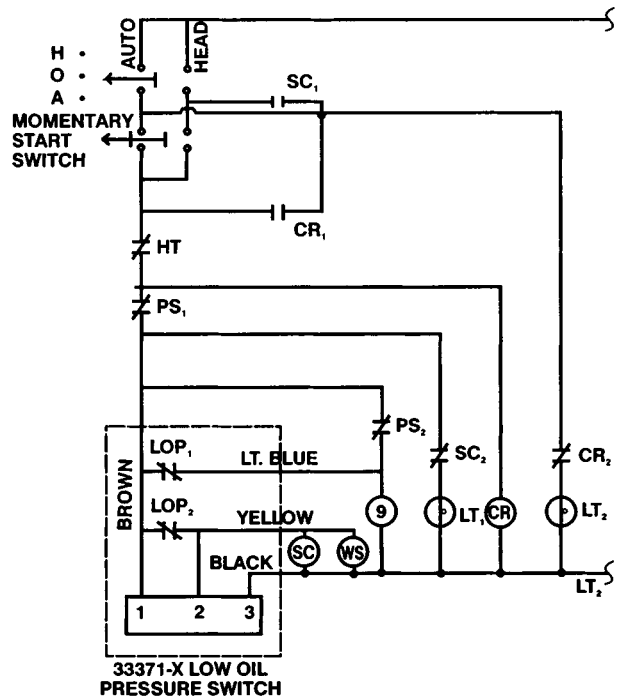 H •
O •
A •
AUTO
HEAD
SC₁
MOMENTARY
START
SWITCH
CR₁
HT
PS₁
PS₂
LOP₁
LT. BLUE
SC₂
CR₂
BROWN
LOP₂
YELLOW
9
LT₁
CR
LT₂
SC
WS
BLACK
LT₂
1 2 3
33371-X LOW OIL
PRESSURE SWITCH